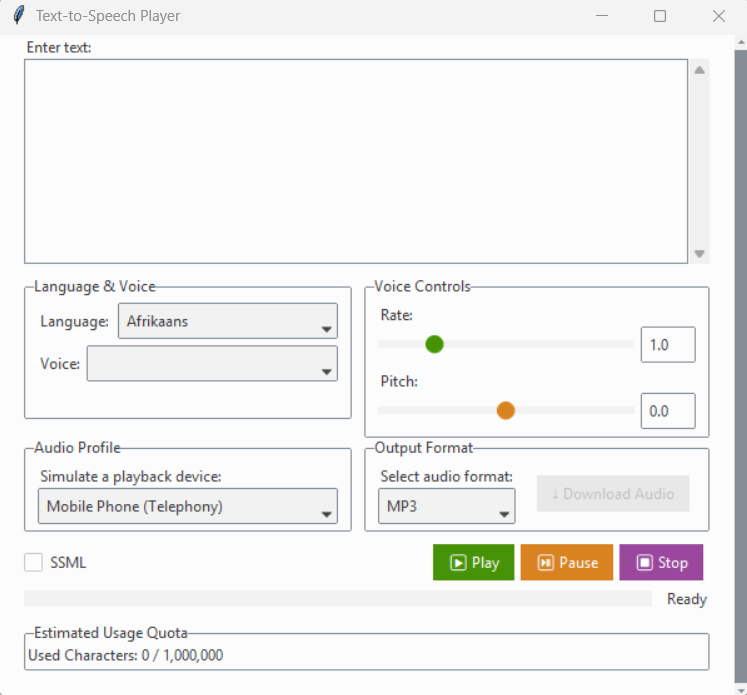 Text-to-Speech Player
Enter text:
Language & Voice
Language: Afrikaans
Voice:
Voice Controls
Rate:
1.0
Pitch:
0.0
Audio Profile
Simulate a playback device:
Mobile Phone (Telephony)
Output Format
Select audio format:
MP3
↓ Download Audio
SSML
Play Pause Stop
Ready
Estimated Usage Quota
Used Characters: 0 / 1,000,000